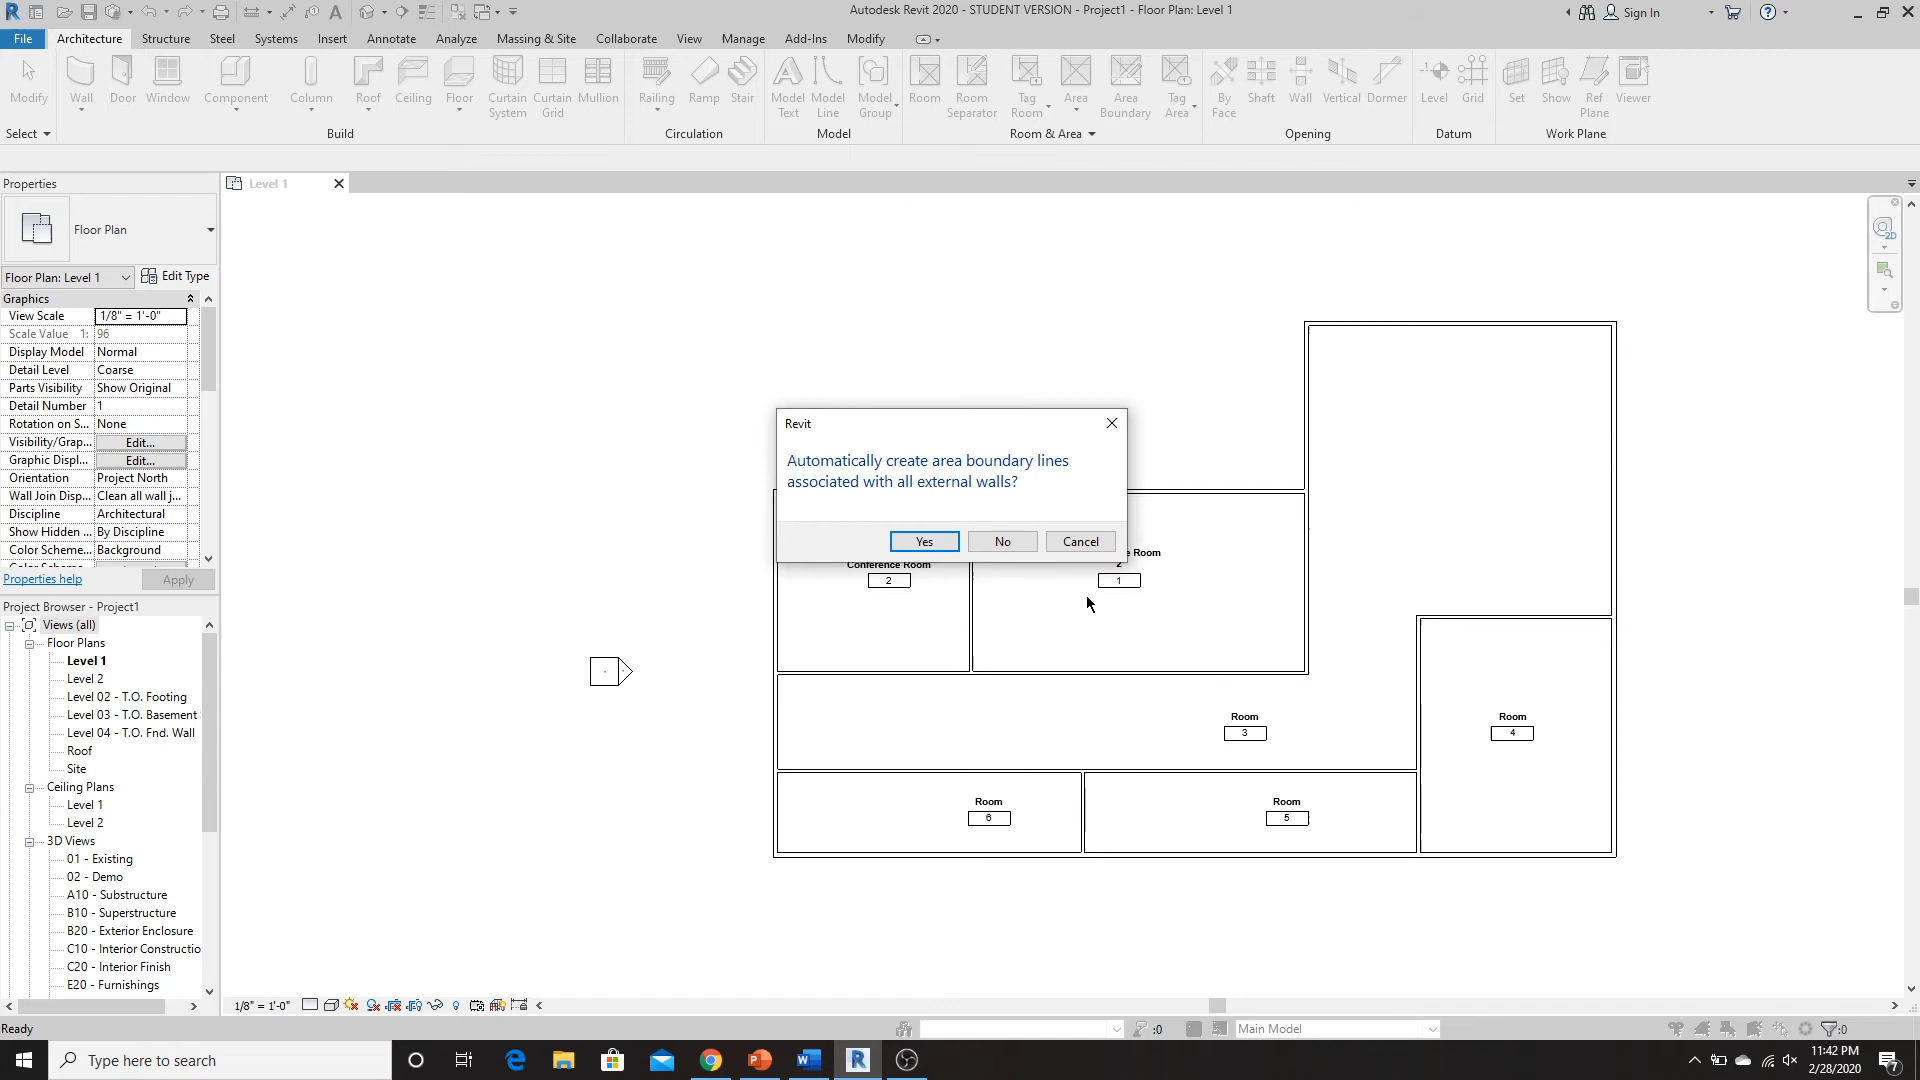 Autodesk Revit 2020 - STUDENT VERSION - Project1 - Floor Plan: Level 1
Sign In
File Architecture Structure Steel Systems Insert Annotate Analyze Massing & Site Collaborate View Manage Add-Ins Modify
Modify Wall Door Window Component Column Roof Ceiling Floor Curtain System Curtain Grid Mullion Railing Ramp Stair Model Text Model Line Model Group Room Room Separator Tag Room Area Area Boundary Tag Area By Face Shaft Wall Vertical Dormer Level Grid Set Show Ref Plane Viewer
Select Build Circulation Model Room & Area Opening Datum Work Plane
Properties
Level 1
Floor Plan
Floor Plan: Level 1 Edit Type
Graphics
View Scale 1/8" = 1'-0"
Scale Value 1: 96
Display Model Normal
Detail Level Coarse
Parts Visibility Show Original
Detail Number 1
Rotation on S... None
Visibility/Grap... Edit...
Graphic Displ... Edit...
Orientation Project North
Wall Join Disp... Clean all wall j...
Discipline Architectural
Show Hidden ... By Discipline
Color Scheme... Background
Properties help Apply
Project Browser - Project1
Views (all)
Floor Plans
Level 1
Level 2
Level 02 - T.O. Footing
Level 03 - T.O. Basement
Level 04 - T.O. Fnd. Wall
Roof
Site
Ceiling Plans
Level 1
Level 2
3D Views
01 - Existing
02 - Demo
A10 - Substructure
B10 - Superstructure
B20 - Exterior Enclosure
C10 - Interior Constructio
C20 - Interior Finish
E20 - Furnishings
Revit
Automatically create area boundary lines
associated with all external walls?
Yes No Cancel
Conference Room
2
e Room
2
1
Room
3
Room
4
Room
6
Room
5
2D
1/8" = 1'-0"
Ready
:0
Main Model
:0
Type here to search
11:42 PM
2/28/2020
7